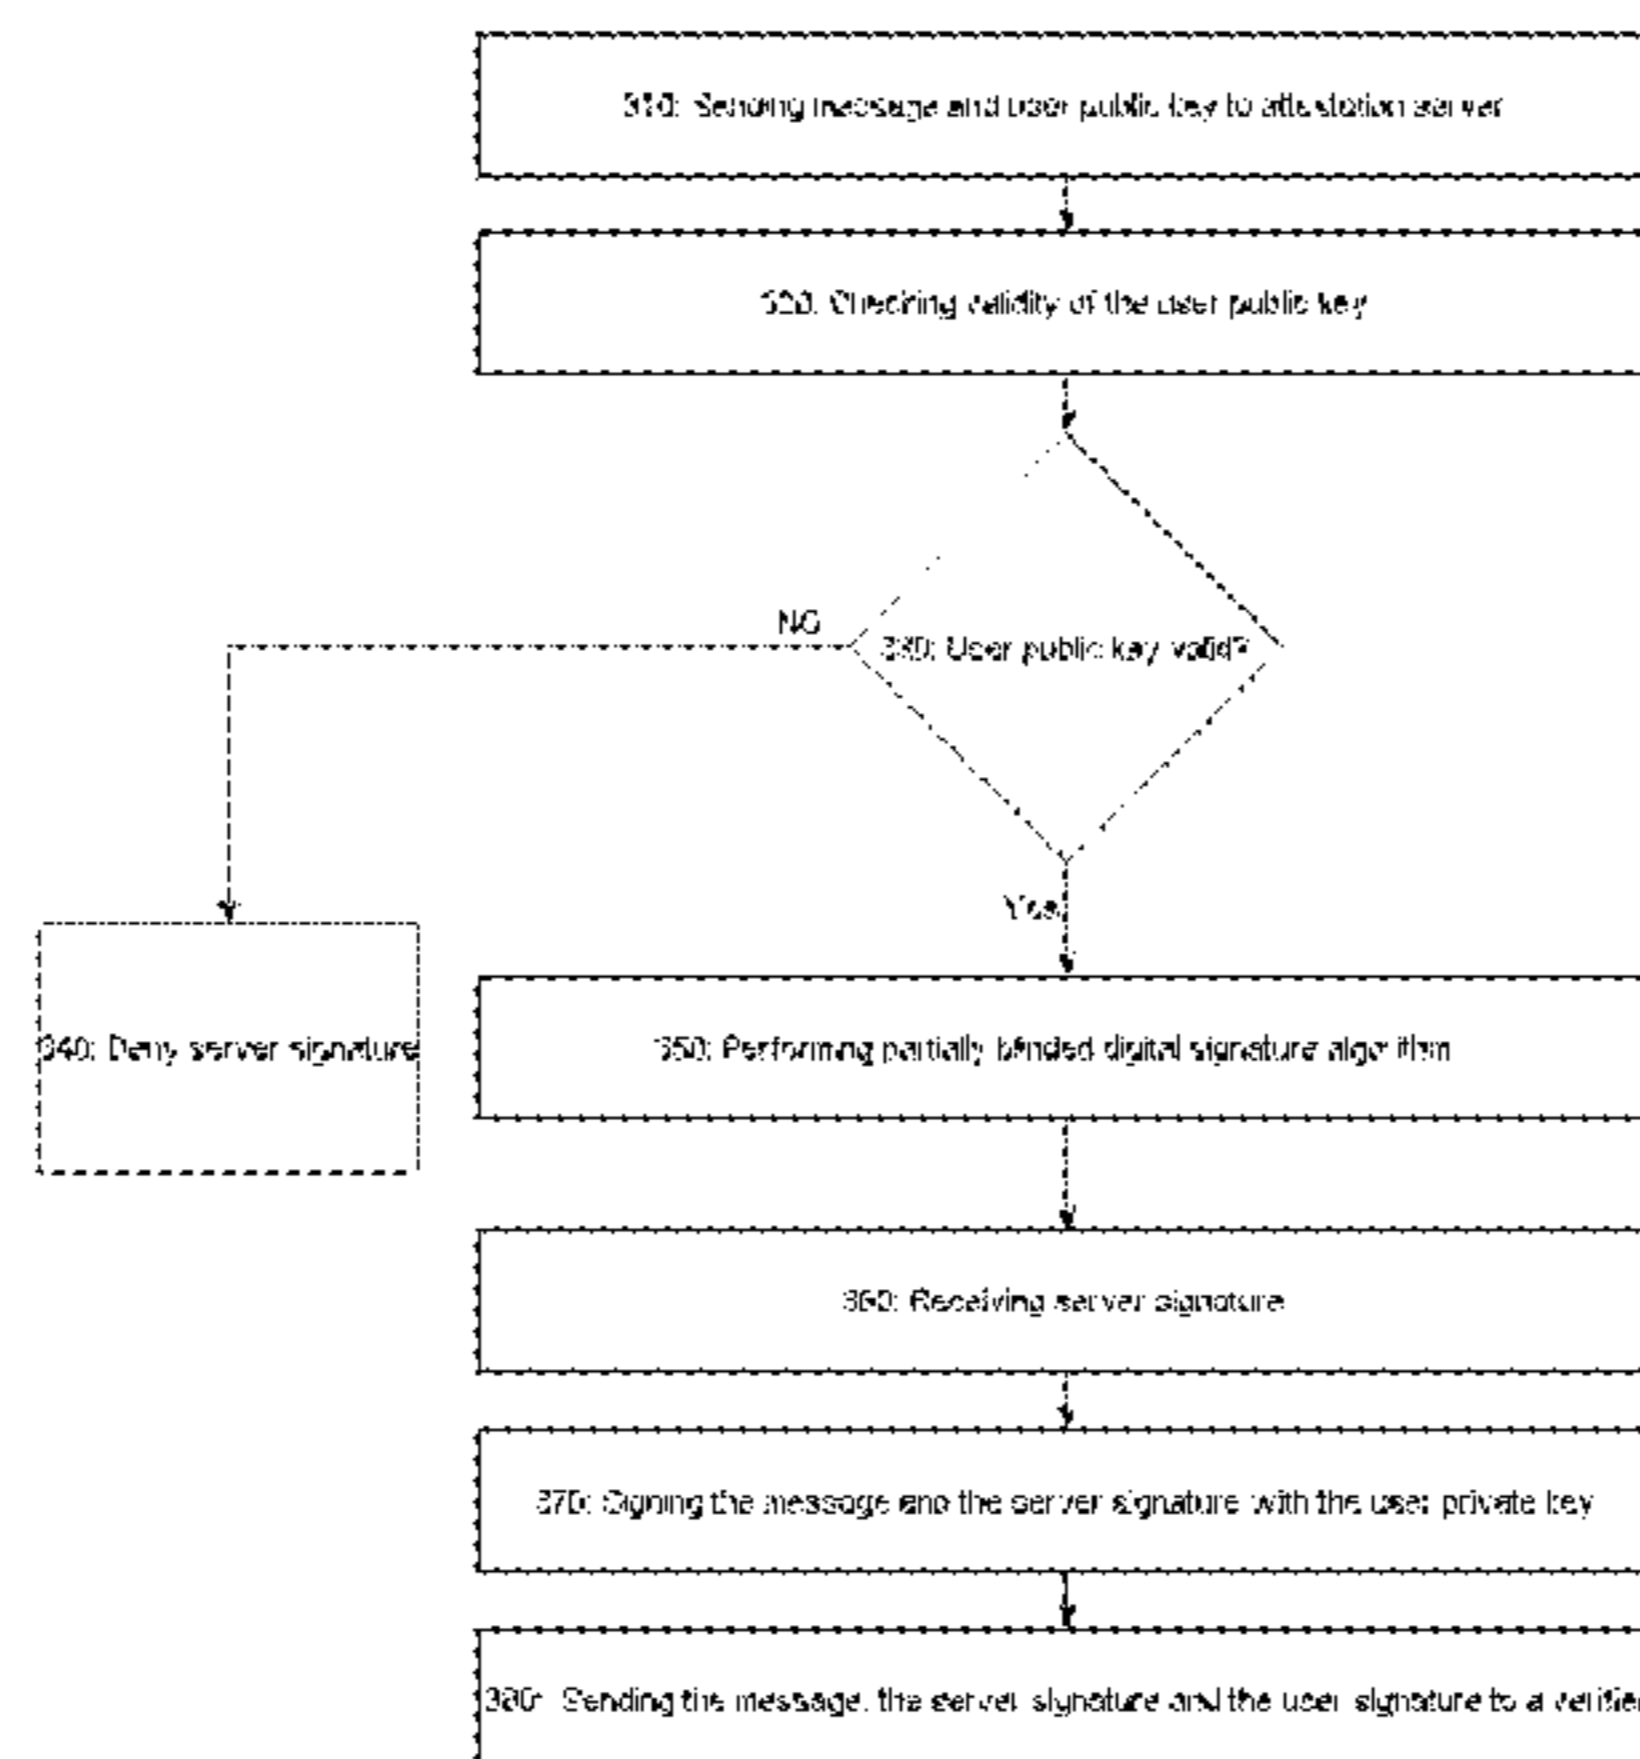 310: Sending message and user public key to attestation server
320: Checking validity of the user public key
NO
330: User public key valid?
Yes
340: Deny server signature
350: Performing partially blinded digital signature algorithm
360: Receiving server signature
370: Signing the message and the server signature with the user private key
380: Sending the message, the server signature and the user signature to a verifier